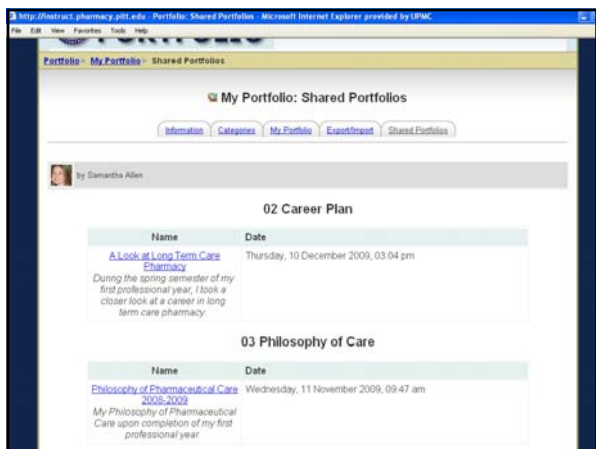 http://instruct.pharmacy.pitt.edu - Portfolio: Shared Portfolios - Microsoft Internet Explorer provided by UPMC
File Edit View Favorites Tools Help
PORTFOLIO
Portfolio ▸ My Portfolio ▸ Shared Portfolios
My Portfolio: Shared Portfolios
Information Categories My Portfolio Export/Import Shared Portfolios
by Samantha Allen
02 Career Plan
Name Date
A Look at Long Term Care Thursday, 10 December 2009, 03:04 pm
Pharmacy
During the spring semester of my
first professional year, I took a
closer look at a career in long
term care pharmacy.
03 Philosophy of Care
Name Date
Philosophy of Pharmaceutical Care Wednesday, 11 November 2009, 09:47 am
2008-2009
My Philosophy of Pharmaceutical
Care upon completion of my first
professional year.